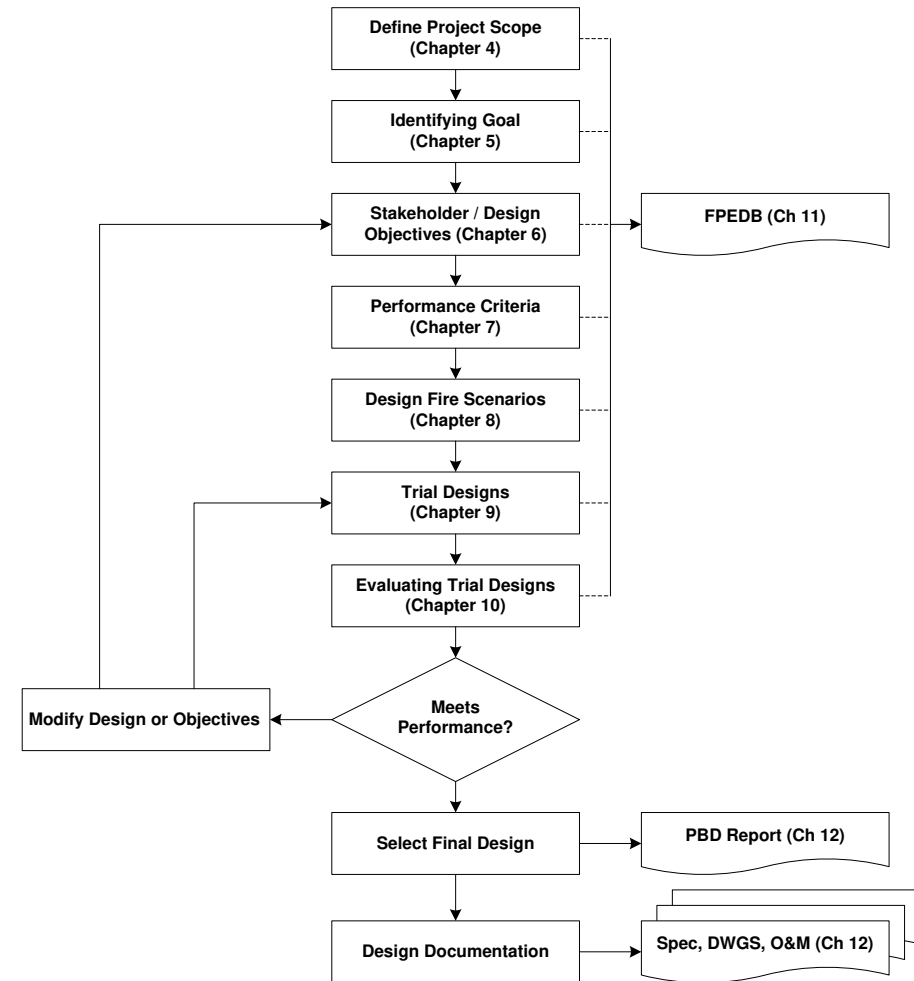 Define Project Scope
(Chapter 4)
Identifying Goal
(Chapter 5)
Stakeholder / Design
Objectives (Chapter 6)
FPEDB (Ch 11)
Performance Criteria
(Chapter 7)
Design Fire Scenarios
(Chapter 8)
Trial Designs
(Chapter 9)
Evaluating Trial Designs
(Chapter 10)
Modify Design or Objectives
Meets
Performance?
Select Final Design
PBD Report (Ch 12)
Design Documentation
Spec, DWGS, O&M (Ch 12)